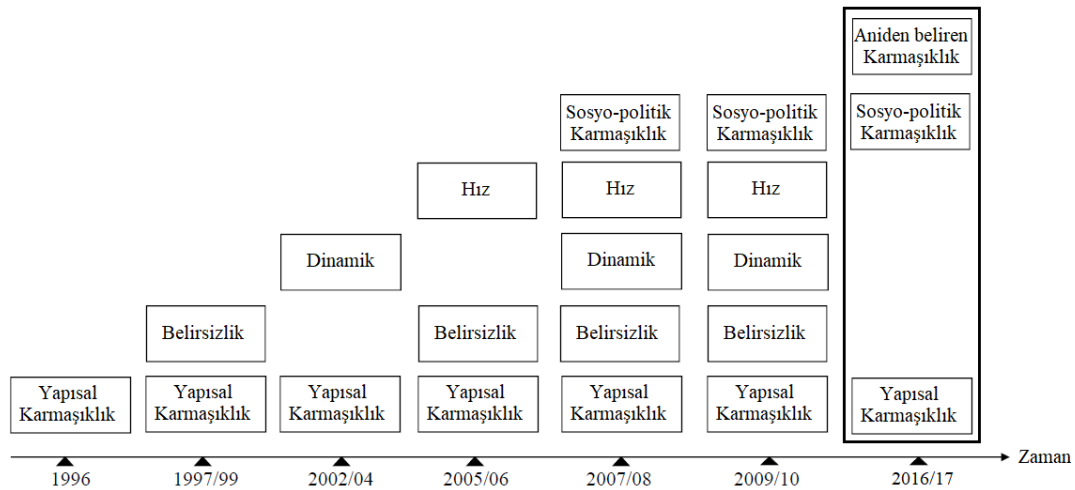 Aniden beliren
Karmaşıklık
Sosyo-politik
Karmaşıklık
Sosyo-politik
Karmaşıklık
Sosyo-politik
Karmaşıklık
Hız
Hız
Hız
Dinamik
Dinamik
Dinamik
Belirsizlik
Belirsizlik
Belirsizlik
Belirsizlik
Yapısal
Karmaşıklık
Yapısal
Karmaşıklık
Yapısal
Karmaşıklık
Yapısal
Karmaşıklık
Yapısal
Karmaşıklık
Yapısal
Karmaşıklık
Yapısal
Karmaşıklık
Zaman
1996
1997/99
2002/04
2005/06
2007/08
2009/10
2016/17